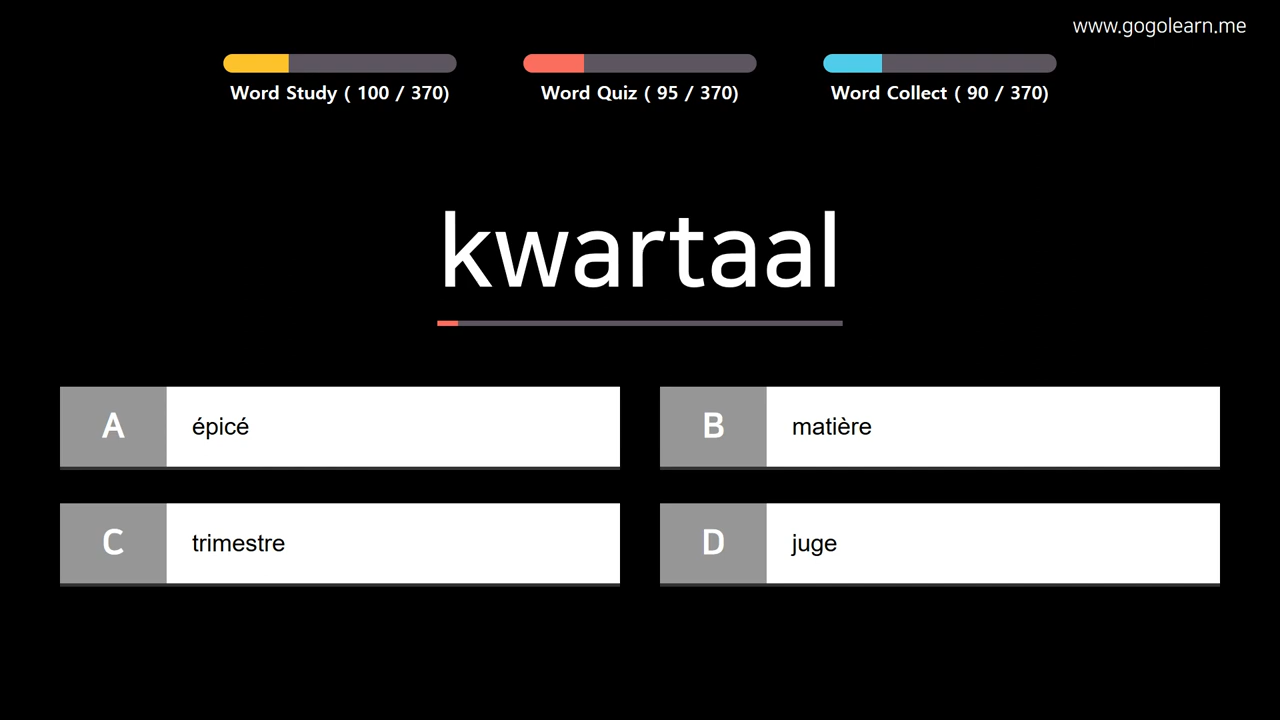 www.gogolearn.me
Word Study ( 100 / 370)
Word Quiz ( 95 / 370)
Word Collect ( 90 / 370)
kwartaal
A épicé
B matière
C trimestre
D juge